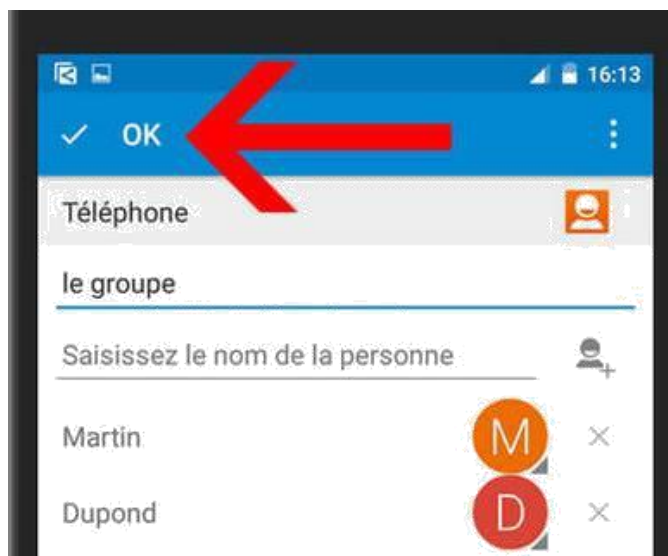 16:13
OK
Téléphone
le groupe
Saisissez le nom de la personne
Martin
M
Dupond
D